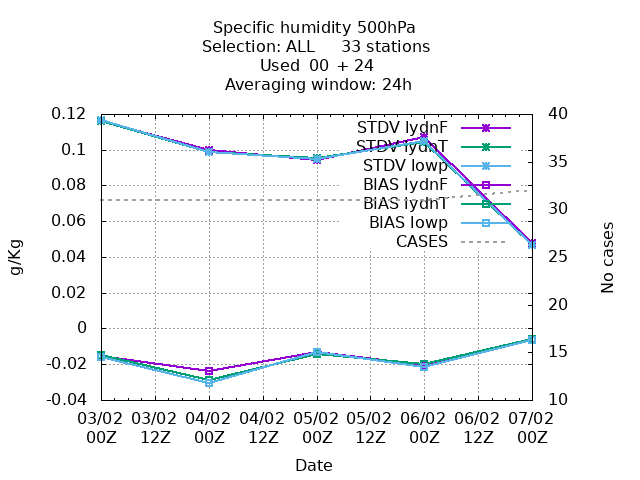 Specific humidity 500hPa
Selection: ALL 33 stations
Used 00 + 24
Averaging window: 24h
0.12
0.1
0.08
0.06
0.04
0.02
0
-0.02
-0.04
40
35
30
25
20
15
10
g/Kg
No cases
STDV lydnF
STDV lydnT
STDV lowp
BIAS lydnF
BIAS lydnT
BIAS lowp
CASES
03/02 03/02 04/02 04/02 05/02 05/02 06/02 06/02 07/02
00Z 12Z 00Z 12Z 00Z 12Z 00Z 12Z 00Z
Date